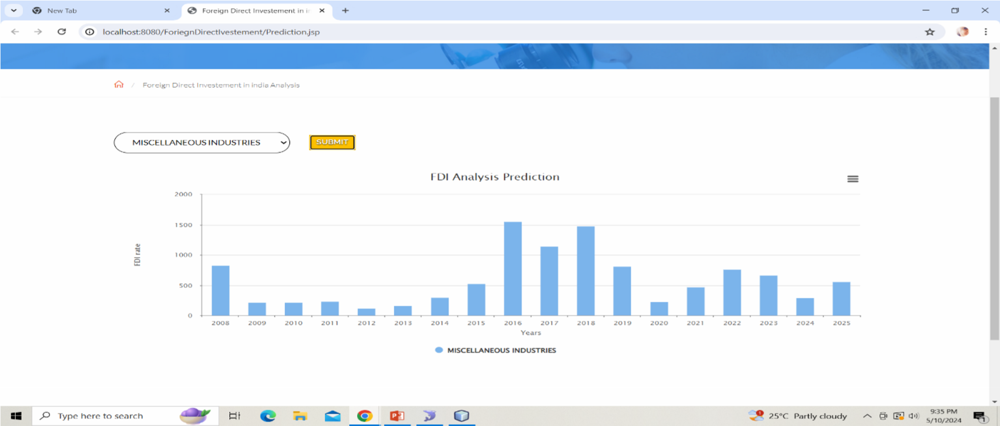 New Tab
Foreign Direct Investement in in
localhost:8080/ForiegnDirectIvestement/Prediction.jsp
/ Foreign Direct Investement in india Analysis
MISCELLANEOUS INDUSTRIES
SUBMIT
FDI Analysis Prediction
2000
1500
1000
500
0
FDI rate
2008 2009 2010 2011 2012 2013 2014 2015 2016 2017 2018 2019 2020 2021 2022 2023 2024 2025
Years
MISCELLANEOUS INDUSTRIES
Type here to search
1
25°C Partly cloudy
9:35 PM
5/10/2024
1